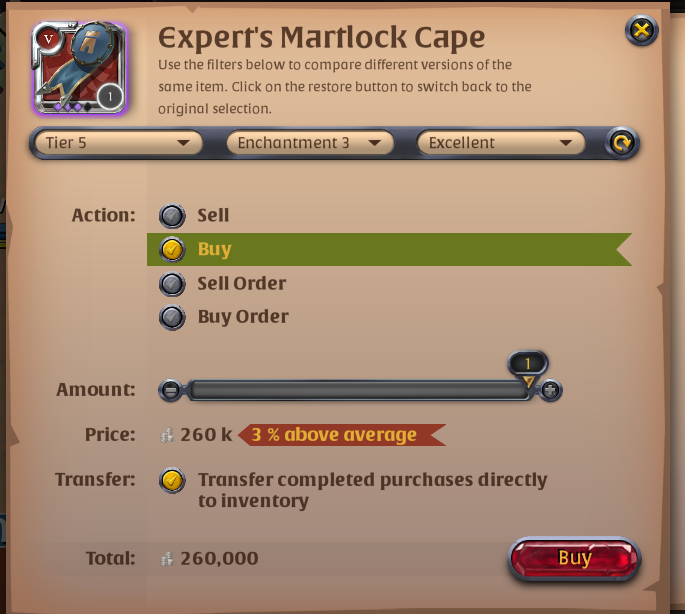 Expert's Martlock Cape
V
1
Use the filters below to compare different versions of the
same item. Click on the restore button to switch back to the
original selection.
Tier 5
Enchantment 3
Excellent
Action:
Sell
Buy
Sell Order
Buy Order
1
Amount:
Price:
260 k
3 % above average
Transfer:
Transfer completed purchases directly
to inventory
Total:
260,000
Buy